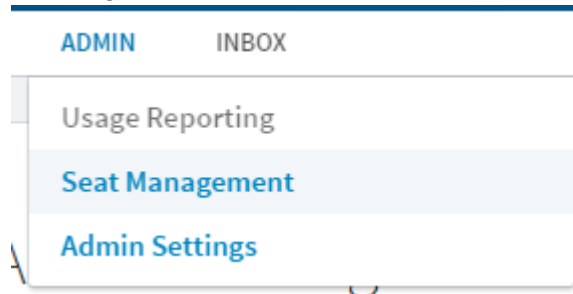 ADMIN INBOX
Usage Reporting
Seat Management
Admin Settings